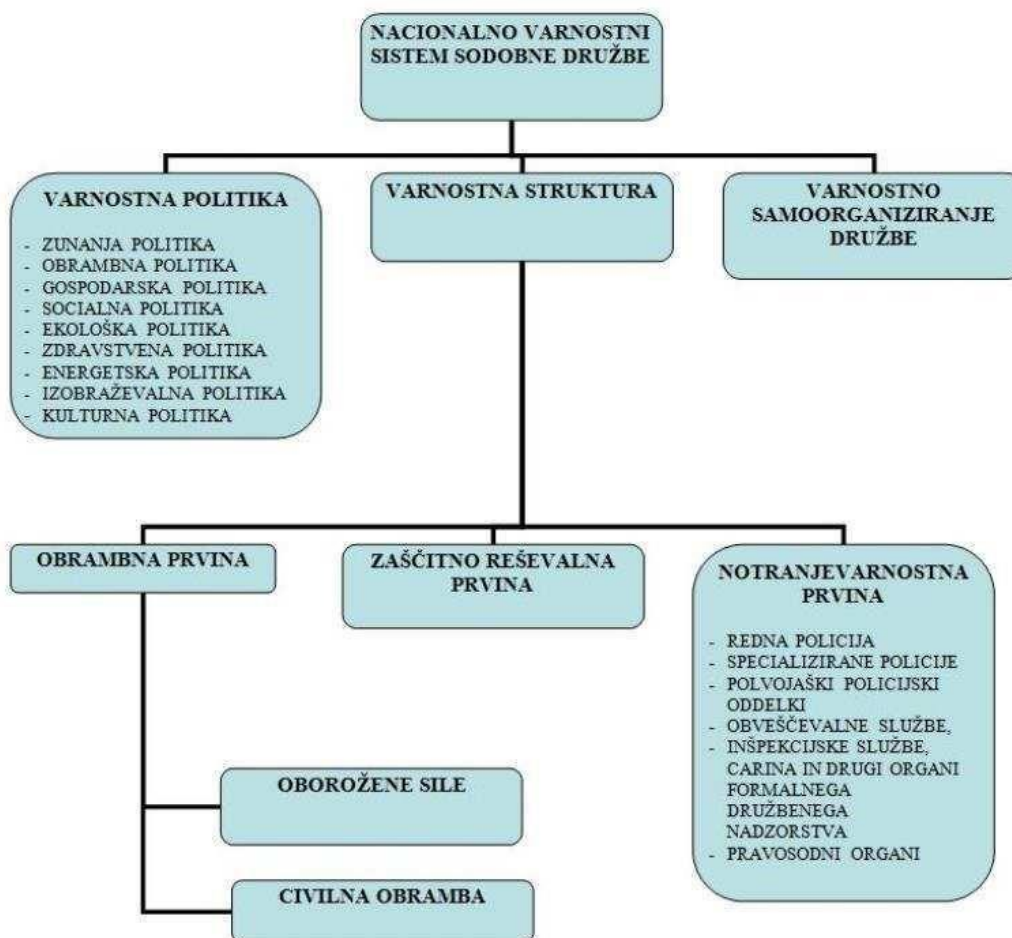 NACIONALNO VARNOSTNI
SISTEM SODOBNE DRUŽBE
VARNOSTNA POLITIKA
- ZUNANJA POLITIKA
- OBRAMBNA POLITIKA
- GOSPODARSKA POLITIKA
- SOCIALNA POLITIKA
- EKOLOŠKA POLITIKA
- ZDRAVSTVENA POLITIKA
- ENERGETSKA POLITIKA
- IZOBRAŽEVALNA POLITIKA
- KULTURNA POLITIKA
VARNOSTNA STRUKTURA
VARNOSTNO
SAMOORGANIZIRANJE
DRUŽBE
OBRAMBNA PRVINA
ZAŠČITNO REŠEVALNA
PRVINA
NOTRANJEVARNOSTNA
PRVINA
- REDNA POLICIJA
- SPECIALIZIRANE POLICIJE
- POLVOJAŠKI POLICIJSKI
ODDELKI
- OBVEŠČEVALNE SLUŽBE,
- INŠPEKCIJSKE SLUŽBE,
CARINA IN DRUGI ORGANI
FORMALNEGA
DRUŽBENEGA
NADZORSTVA
- PRAVOSODNI ORGANI
OBOROŽENE SILE
CIVILNA OBRAMBA